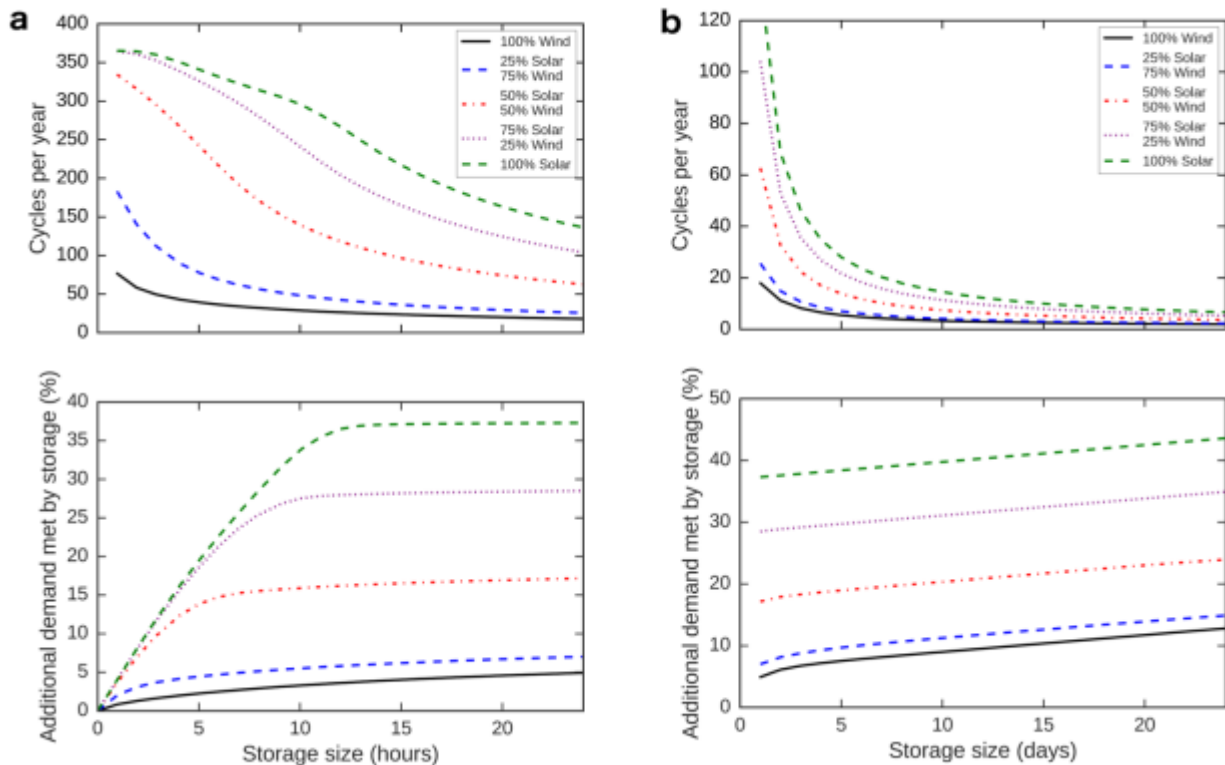 a
Cycles per year
400
350
300
250
200
150
100
50
0
100% Wind
25% Solar
75% Wind
50% Solar
50% Wind
75% Solar
25% Wind
100% Solar
b
Cycles per year
120
100
80
60
40
20
0
100% Wind
25% Solar
75% Wind
50% Solar
50% Wind
75% Solar
25% Wind
100% Solar
Additional demand met by storage (%)
40
35
30
25
20
15
10
5
0
0 5 10 15 20
Storage size (hours)
Additional demand met by storage (%)
50
40
30
20
10
0
0 5 10 15 20
Storage size (days)